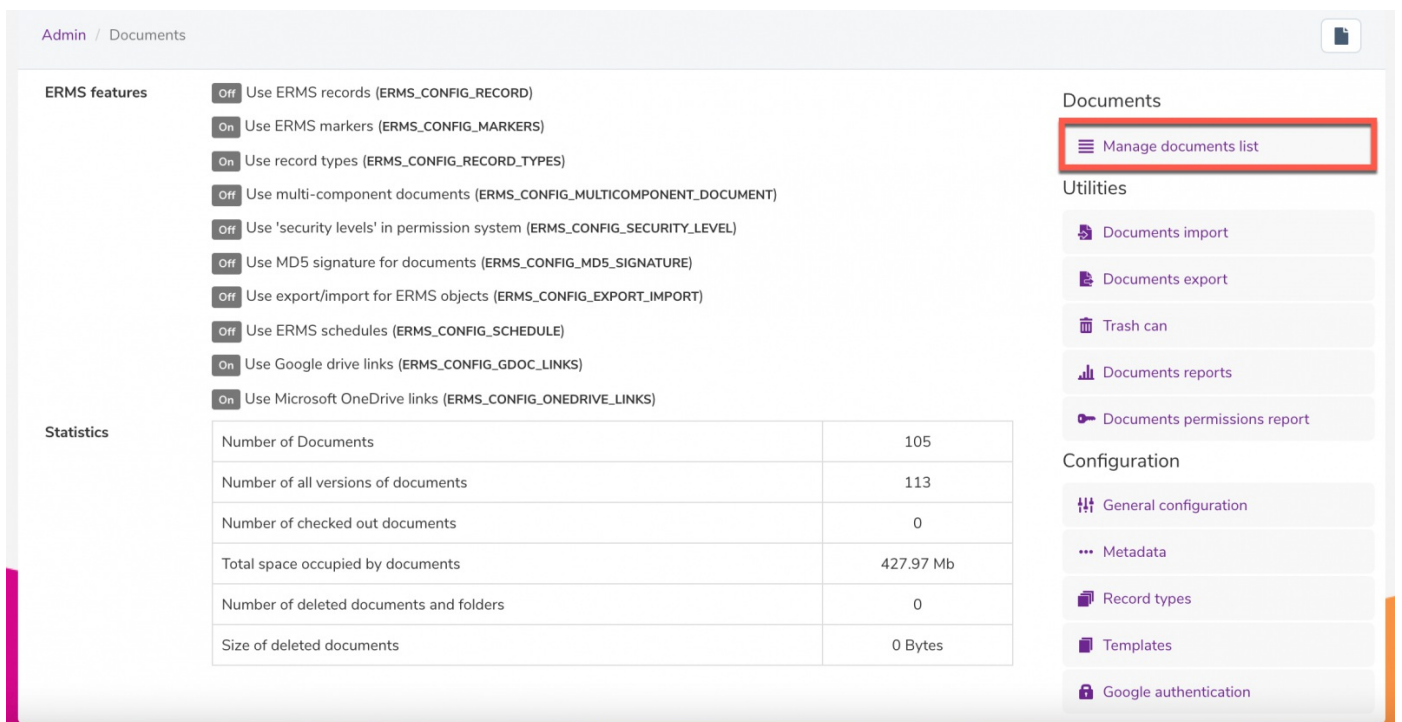 Admin / Documents
ERMS features
Off Use ERMS records (ERMS_CONFIG_RECORD)
On Use ERMS markers (ERMS_CONFIG_MARKERS)
On Use record types (ERMS_CONFIG_RECORD_TYPES)
Off Use multi-component documents (ERMS_CONFIG_MULTICOMPONENT_DOCUMENT)
Off Use 'security levels' in permission system (ERMS_CONFIG_SECURITY_LEVEL)
Off Use MD5 signature for documents (ERMS_CONFIG_MD5_SIGNATURE)
Off Use export/import for ERMS objects (ERMS_CONFIG_EXPORT_IMPORT)
Off Use ERMS schedules (ERMS_CONFIG_SCHEDULE)
On Use Google drive links (ERMS_CONFIG_GDOC_LINKS)
On Use Microsoft OneDrive links (ERMS_CONFIG_ONEDRIVE_LINKS)
Statistics
Number of Documents 105
Number of all versions of documents 113
Number of checked out documents 0
Total space occupied by documents 427.97 Mb
Number of deleted documents and folders 0
Size of deleted documents 0 Bytes
Documents
Manage documents list
Utilities
Documents import
Documents export
Trash can
Documents reports
Documents permissions report
Configuration
General configuration
Metadata
Record types
Templates
Google authentication